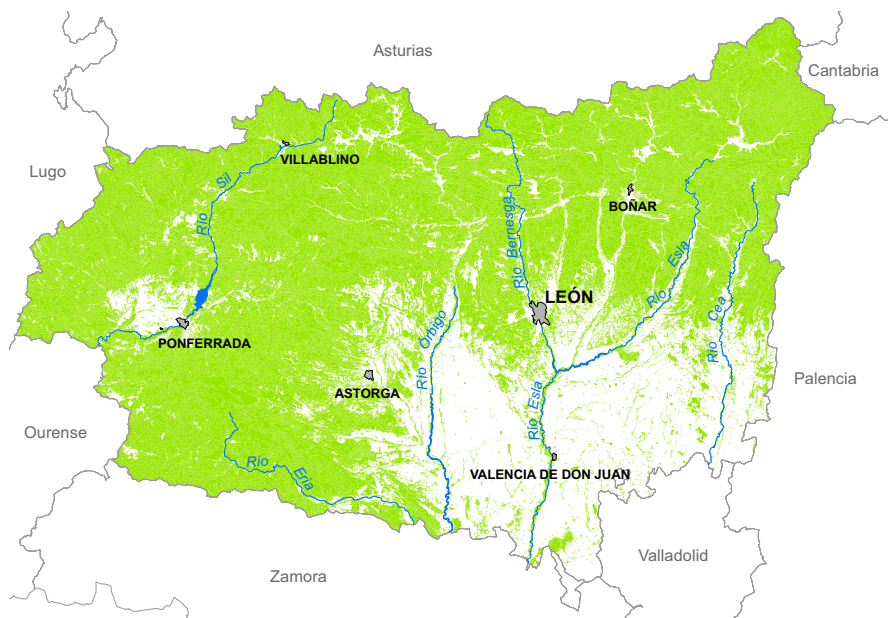 Asturias
Cantabria
VILLABLINO
Lugo
Río Sil
BOÑAR
Río Bernesga
Río Esla
LEÓN
Río Cea
Río Orbigo
PONFERRADA
ASTORGA
Palencia
Río Esla
Ourense
Río Eria
VALENCIA DE DON JUAN
Valladolid
Zamora